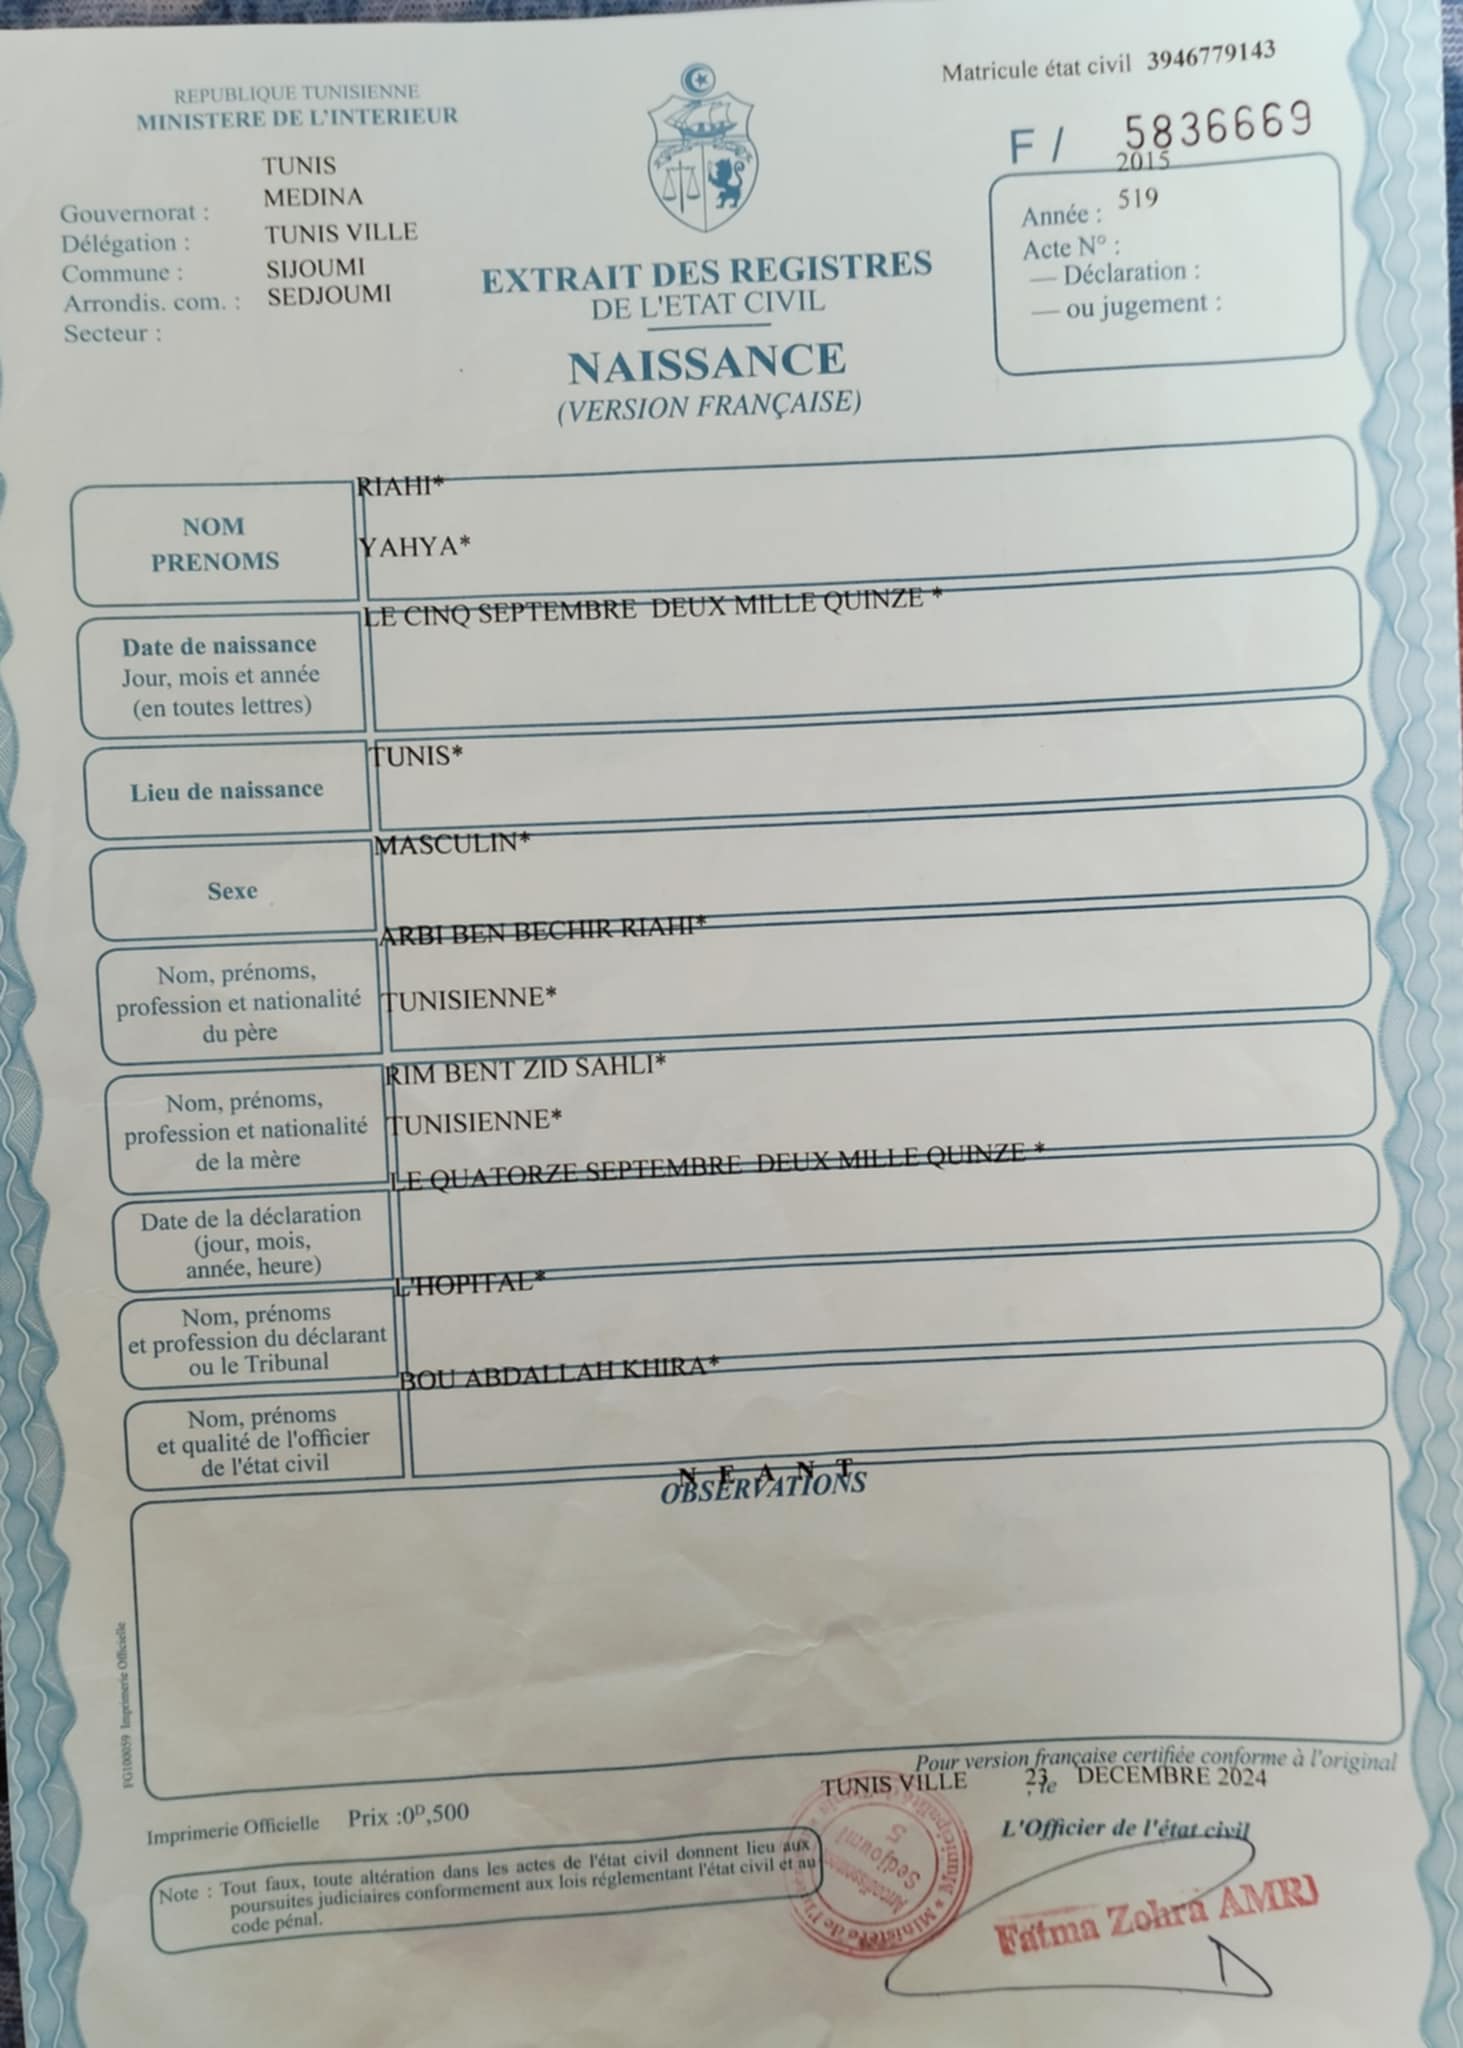 REPUBLIQUE TUNISIENNE
MINISTERE DE L'INTERIEUR
Matricule état civil 3946779143
F / 5836669
TUNIS
MEDINA
TUNIS VILLE
SIJOUMI
SEDJOUMI
Gouvernorat :
Délégation :
Commune :
Arrondis. com. :
Secteur :
2015
519
Année :
Acte N° :
— Déclaration :
— ou jugement :
EXTRAIT DES REGISTRES
DE L'ETAT CIVIL
NAISSANCE
(VERSION FRANÇAISE)
NOM
PRENOMS
RIAHI*
YAHYA*
Date de naissance
Jour, mois et année
(en toutes lettres)
LE CINQ SEPTEMBRE DEUX MILLE QUINZE *
Lieu de naissance
TUNIS*
Sexe
MASCULIN*
Nom, prénoms,
profession et nationalité
du père
ARBI BEN BECHIR RIAHI*
TUNISIENNE*
Nom, prénoms,
profession et nationalité
de la mère
RIM BENT ZID SAHLI*
TUNISIENNE*
Date de la déclaration
(jour, mois,
année, heure)
LE QUATORZE SEPTEMBRE DEUX MILLE QUINZE *
Nom, prénoms
et profession du déclarant
ou le Tribunal
L'HOPITAL*
Nom, prénoms
et qualité de l'officier
de l'état civil
BOU ABDALLAH KHIRA*
N E A N T
OBSERVATIONS
FG100059 Imprimerie Officielle
Pour version française certifiée conforme à l'original
TUNIS VILLE , le 23 DECEMBRE 2024
L'Officier de l'état civil
Fatma Zohra AMRI
Imprimerie Officielle Prix :0D,500
Note : Tout faux, toute altération dans les actes de l'état civil donnent lieu aux
poursuites judiciaires conformement aux lois réglementant l'état civil et au
code pénal.
Sedjoumi
5